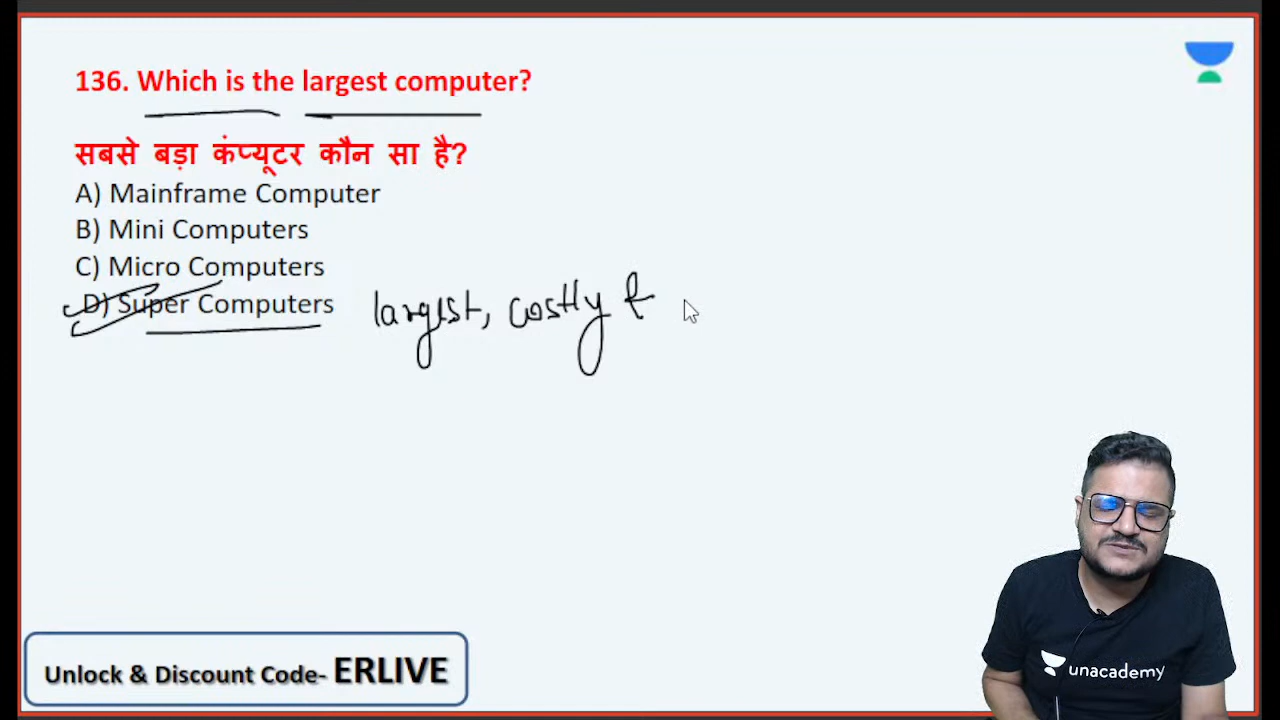 136. Which is the largest computer?
सबसे बड़ा कंप्यूटर कौन सा है?
A) Mainframe Computer
B) Mini Computers
C) Micro Computers
D) Super Computers largest, costly &
unacademy
Unlock & Discount Code- ERLIVE